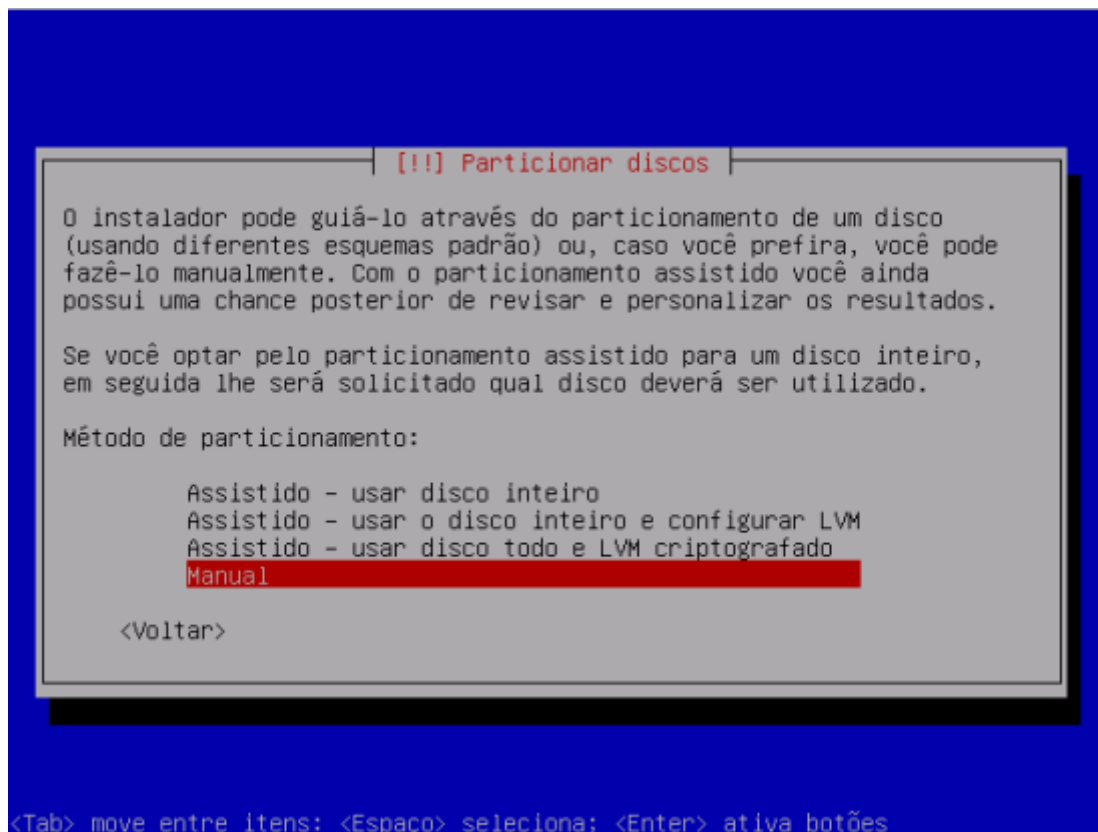 [!!] Particionar discos
O instalador pode guiá-lo através do particionamento de um disco
(usando diferentes esquemas padrão) ou, caso você prefira, você pode
fazê-lo manualmente. Com o particionamento assistido você ainda
possui uma chance posterior de revisar e personalizar os resultados.
Se você optar pelo particionamento assistido para um disco inteiro,
em seguida lhe será solicitado qual disco deverá ser utilizado.
Método de particionamento:
Assistido - usar disco inteiro
Assistido - usar o disco inteiro e configurar LVM
Assistido - usar disco todo e LVM criptografado
Manual
<Voltar>
<Tab> move entre itens; <Espaco> seleciona; <Enter> ativa botões